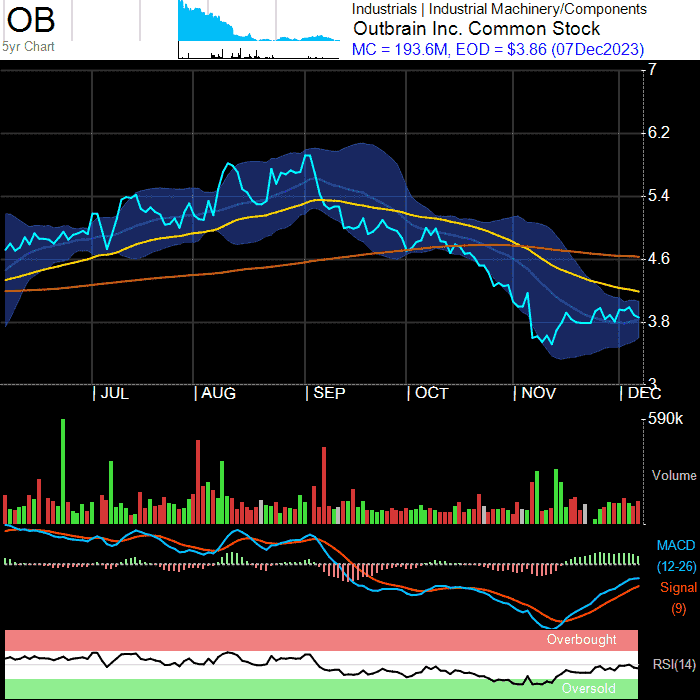 OB
5yr Chart
Industrials | Industrial Machinery/Components
Outbrain Inc. Common Stock
MC = 193.6M, EOD = $3.86 (07Dec2023)
7
6.2
5.4
4.6
3.8
3
| JUL | AUG | SEP | OCT | NOV | DEC
590k
Volume
MACD
(12-26)
Signal
(9)
Overbought
RSI(14)
Oversold